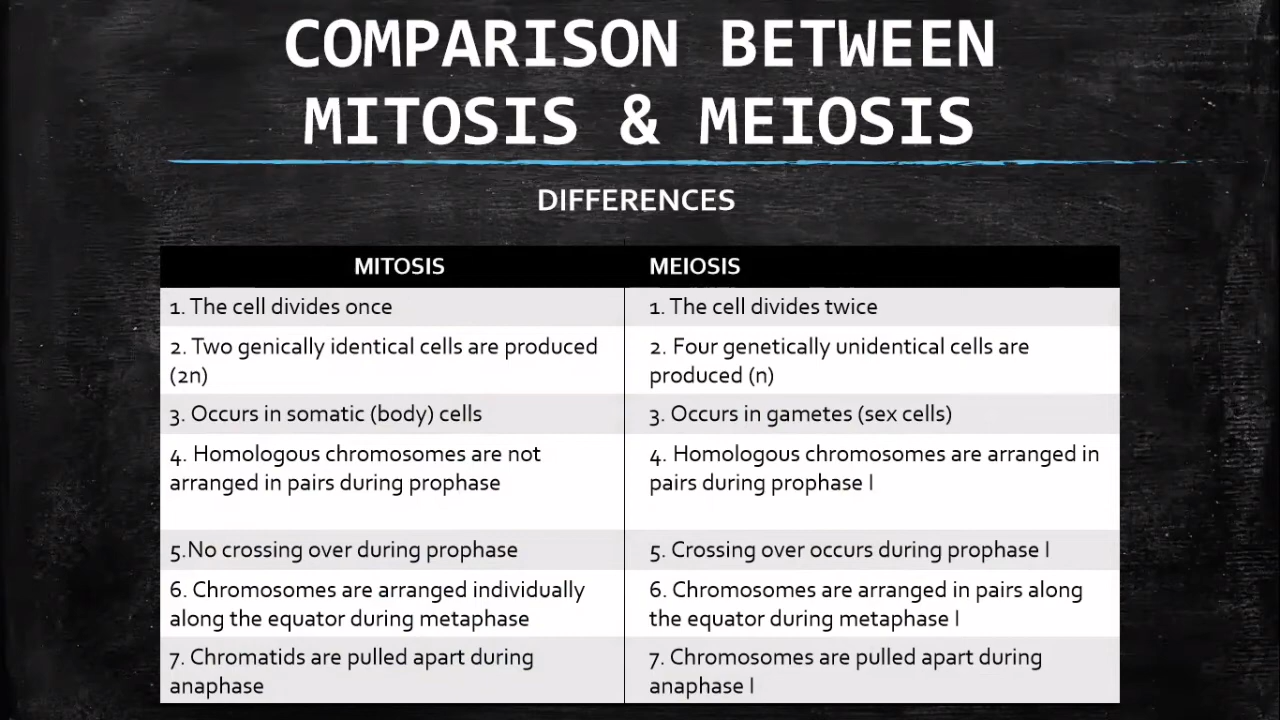 COMPARISON BETWEEN
MITOSIS & MEIOSIS
DIFFERENCES
MITOSIS
MEIOSIS
1. The cell divides once
1. The cell divides twice
2. Two genically identical cells are produced
(2n)
2. Four genetically unidentical cells are
produced (n)
3. Occurs in somatic (body) cells
3. Occurs in gametes (sex cells)
4. Homologous chromosomes are not
arranged in pairs during prophase
4. Homologous chromosomes are arranged in
pairs during prophase I
5.No crossing over during prophase
5. Crossing over occurs during prophase I
6. Chromosomes are arranged individually
along the equator during metaphase
6. Chromosomes are arranged in pairs along
the equator during metaphase I
7. Chromatids are pulled apart during
anaphase
7. Chromosomes are pulled apart during
anaphase I